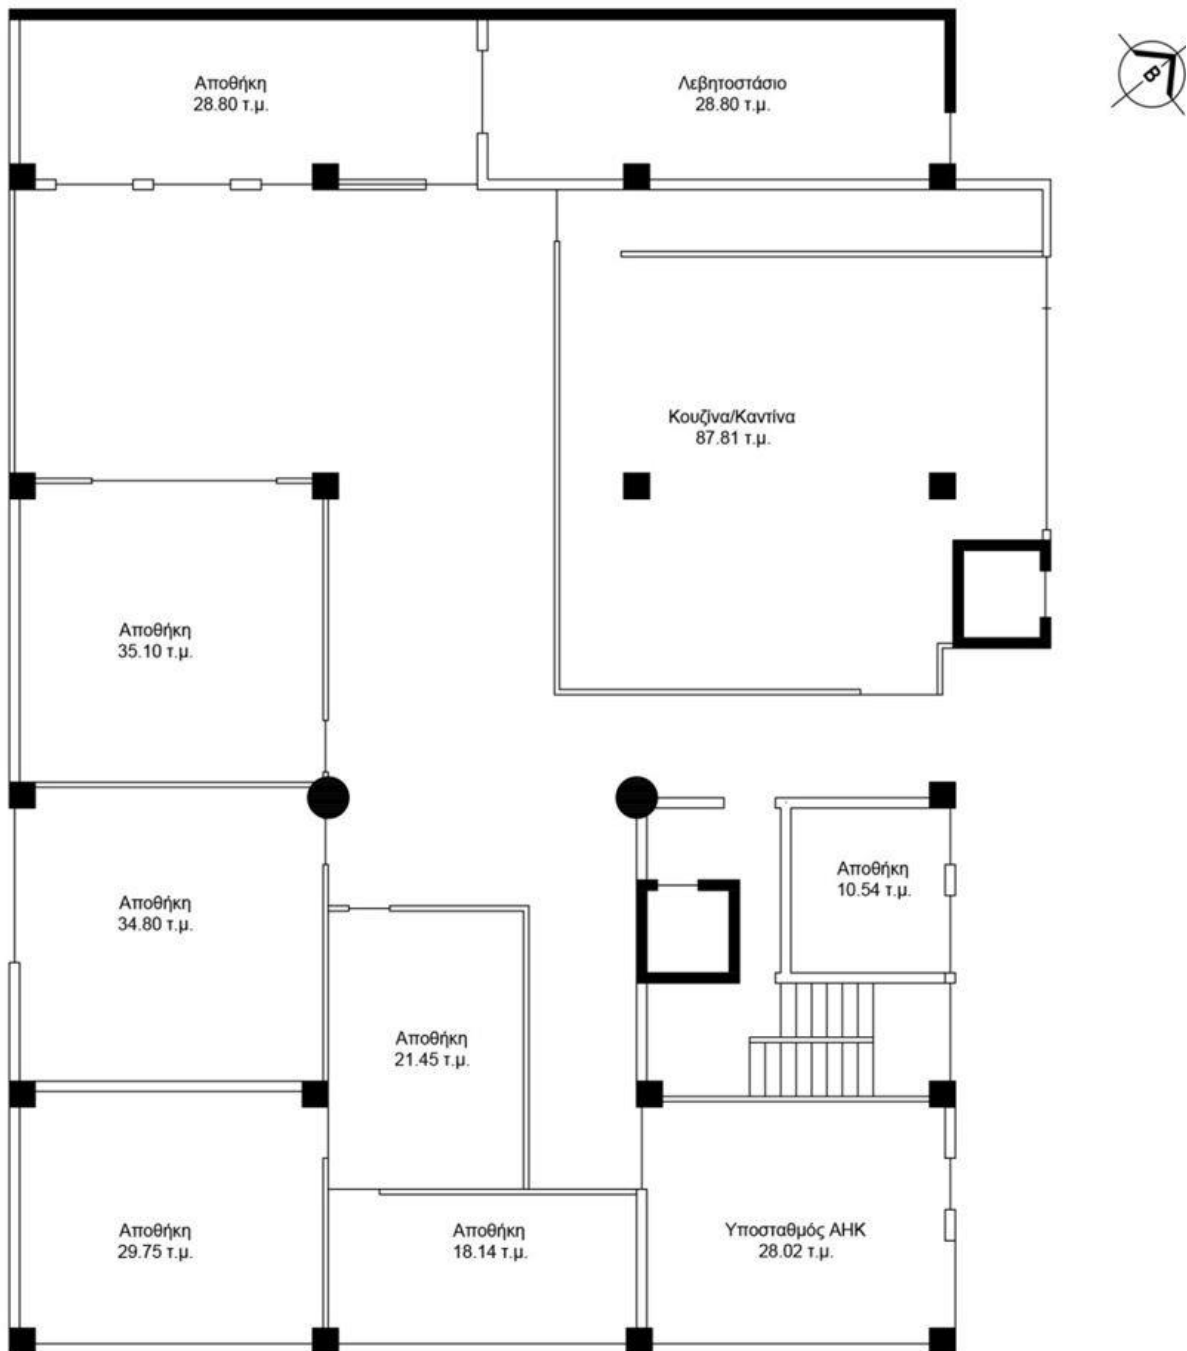 Αποθήκη
28.80 τ.μ.
Λεβητοστάσιο
28.80 τ.μ.
Β
Κουζίνα/Καντίνα
87.81 τ.μ.
Αποθήκη
35.10 τ.μ.
Αποθήκη
34.80 τ.μ.
Αποθήκη
10.54 τ.μ.
Αποθήκη
21.45 τ.μ.
Αποθήκη
29.75 τ.μ.
Αποθήκη
18.14 τ.μ.
Υποσταθμός ΑΗΚ
28.02 τ.μ.